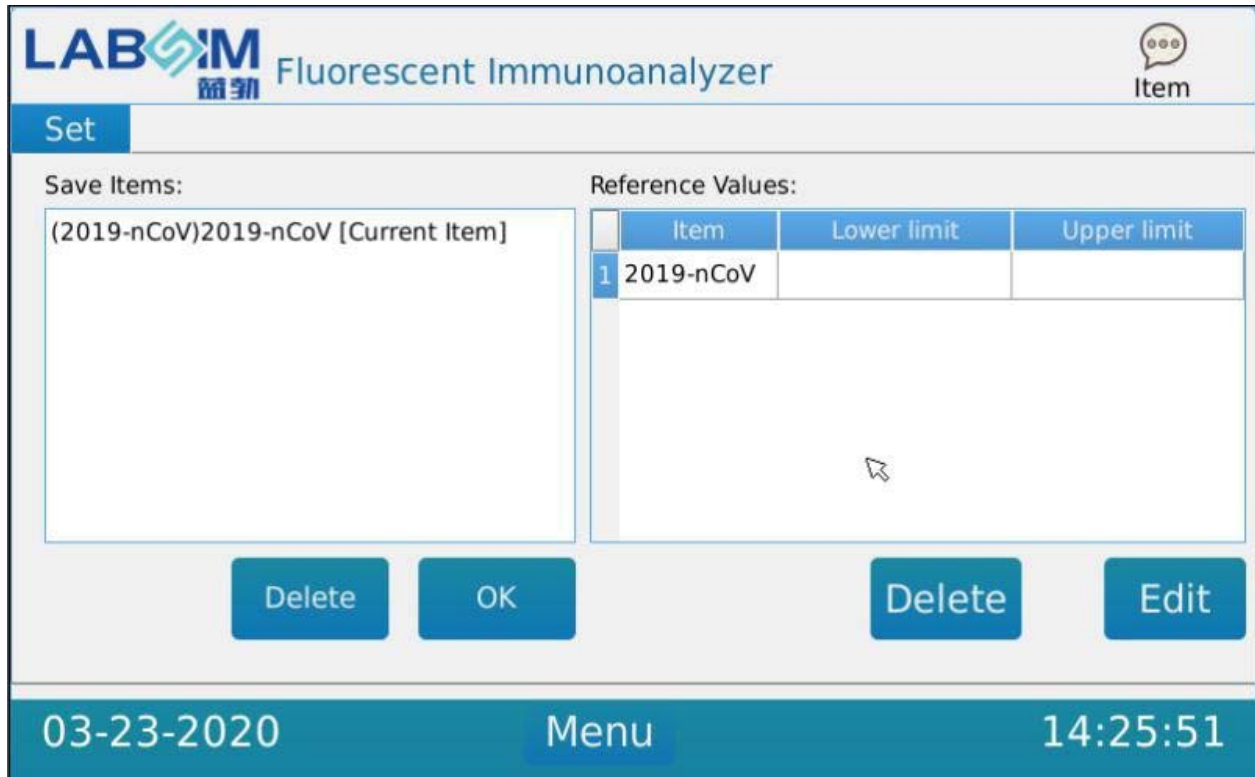 LABSIM
蓝勃
Fluorescent Immunoanalyzer
Item
Set
Save Items:
(2019-nCoV)2019-nCoV [Current Item]
Delete
OK
Reference Values:
Item Lower limit Upper limit
1 2019-nCoV
Delete
Edit
03-23-2020
Menu
14:25:51